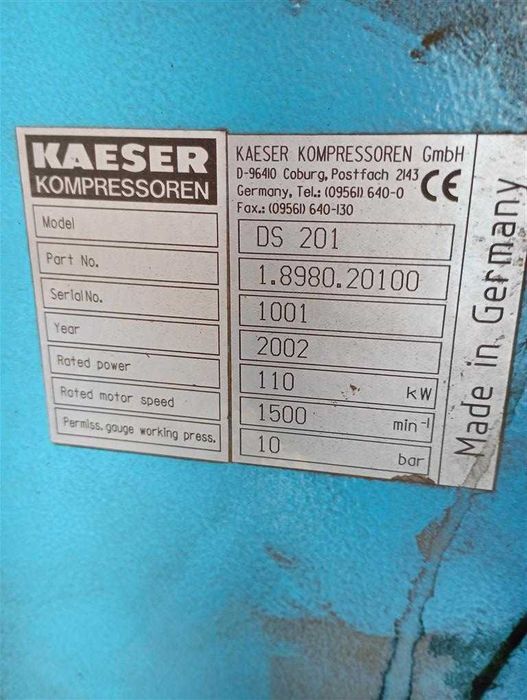 KAESER
KOMPRESSOREN
KAESER KOMPRESSOREN GmbH
D-96410 Coburg, Postfach 2143
Germany, Tel.: (09561) 640-0
Fax.: (09561) 640-130
CE
Model DS 201
Part No. 1.8980.20100
Serial No. 1001
Year 2002
Rated power 110 kW
Rated motor speed 1500 min⁻¹
Permiss. gauge working press. 10 bar
Made in Germany